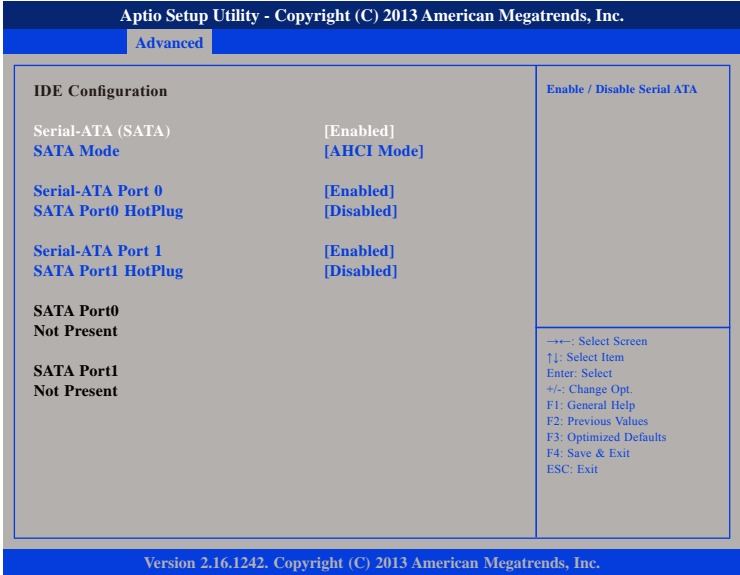 Aptio Setup Utility - Copyright (C) 2013 American Megatrends, Inc.
Advanced
IDE Configuration
Serial-ATA (SATA) [Enabled]
SATA Mode [AHCI Mode]
Serial-ATA Port 0 [Enabled]
SATA Port0 HotPlug [Disabled]
Serial-ATA Port 1 [Enabled]
SATA Port1 HotPlug [Disabled]
SATA Port0
Not Present
SATA Port1
Not Present
Enable / Disable Serial ATA
→←: Select Screen
↑↓: Select Item
Enter: Select
+/-: Change Opt.
F1: General Help
F2: Previous Values
F3: Optimized Defaults
F4: Save & Exit
ESC: Exit
Version 2.16.1242. Copyright (C) 2013 American Megatrends, Inc.